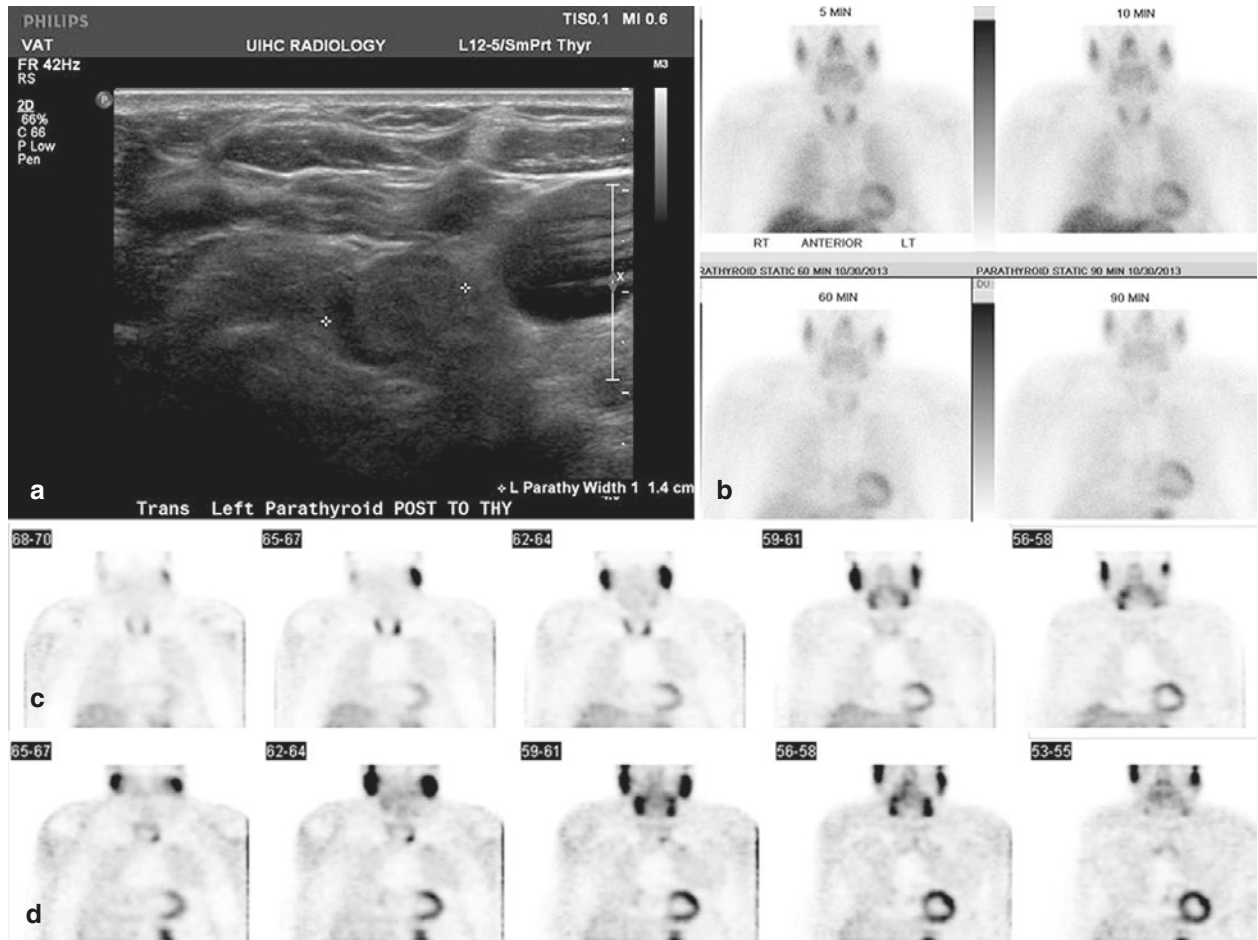 PHILIPS
TIS0.1 MI 0.6
VAT
UIHC RADIOLOGY
L12-5/SmPrt Thyr
FR 42Hz
RS
M3
P
2D
66%
C 66
P Low
Pen
X
✧ L Parathy Width 1 1.4 cm
Trans Left Parathyroid POST TO THY
a
5 MIN
10 MIN
RT ANTERIOR LT
RATHYROID STATIC 60 MIN 10/30/2013
PARATHYROID STATIC 90 MIN 10/30/2013
DU
60 MIN
90 MIN
b
68-70
65-67
62-64
59-61
56-58
c
65-67
62-64
59-61
56-58
53-55
d